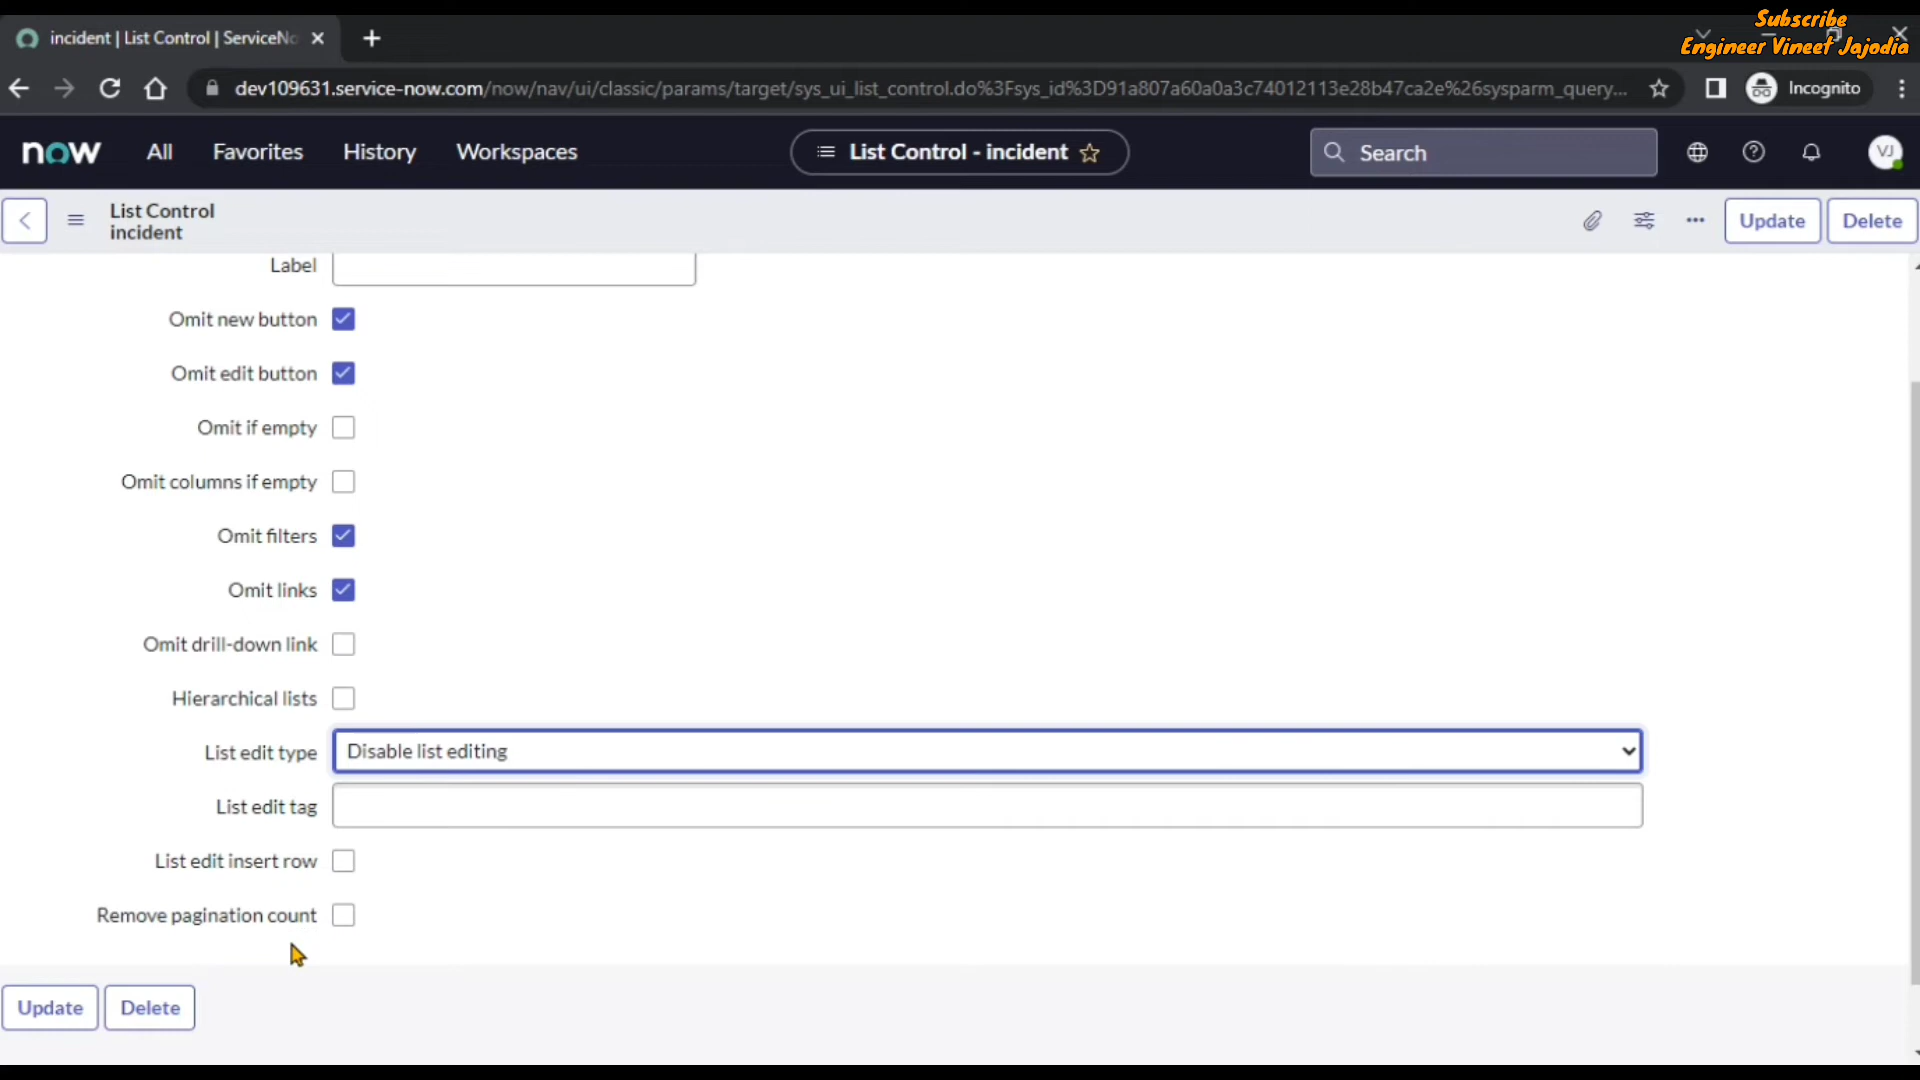 Subscribe
Engineer Vineet Jajodia
incident | List Control | ServiceNo
dev109631.service-now.com/now/nav/ui/classic/params/target/sys_ui_list_control.do%3Fsys_id%3D91a807a60a0a3c74012113e28b47ca2e%26sysparm_query...
Incognito
now
All
Favorites
History
Workspaces
List Control - incident
Search
VJ
List Control
incident
Update
Delete
Label
Omit new button
Omit edit button
Omit if empty
Omit columns if empty
Omit filters
Omit links
Omit drill-down link
Hierarchical lists
List edit type
Disable list editing
List edit tag
List edit insert row
Remove pagination count
Update
Delete